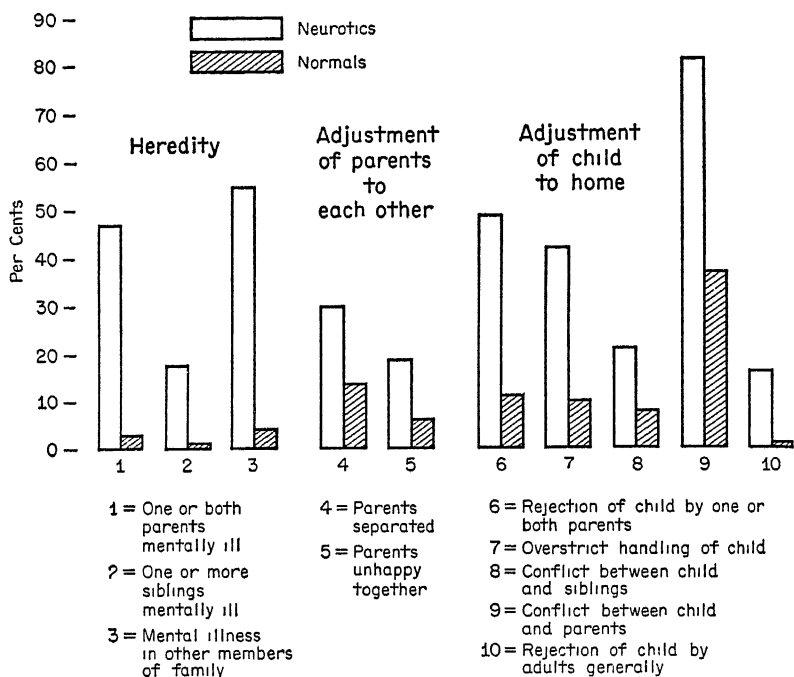 90
80
70
60
50
40
30
20
10
0
Per Cents
Neurotics
Normals
Heredity
Adjustment
of parents
to
each other
Adjustment
of child
to home
1
2
3
4
5
6
7
8
9
10
1 = One or both
parents
mentally ill
2 = One or more
siblings
mentally ill
3 = Mental illness
in other members
of family
4 = Parents
separated
5 = Parents
unhappy
together
6 = Rejection of child by one or
both parents
7 = Overstrict handling of child
8 = Conflict between child
and siblings
9 = Conflict between child
and parents
10 = Rejection of child by
adults generally